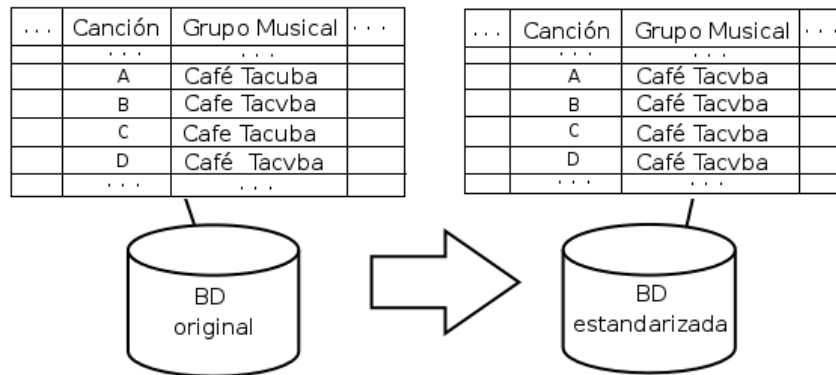 ... Canción Grupo Musical ...
... ...
A Café Tacuba
B Cafe Tacvba
C Cafe Tacuba
D Café  Tacvba
... ...
BD
original
... Canción Grupo Musical ...
... ...
A Café Tacvba
B Café Tacvba
C Café Tacvba
D Café Tacvba
... ...
BD
estandarizada